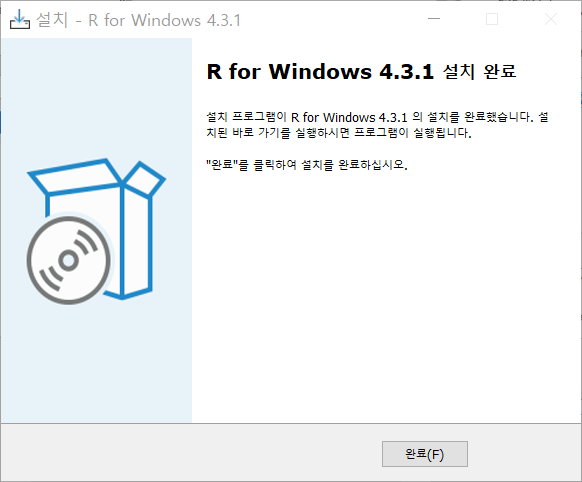 설치 - R for Windows 4.3.1
R for Windows 4.3.1 설치 완료
설치 프로그램이 R for Windows 4.3.1 의 설치를 완료했습니다. 설
치된 바로 가기를 실행하시면 프로그램이 실행됩니다.
"완료"를 클릭하여 설치를 완료하십시오.
완료(F)